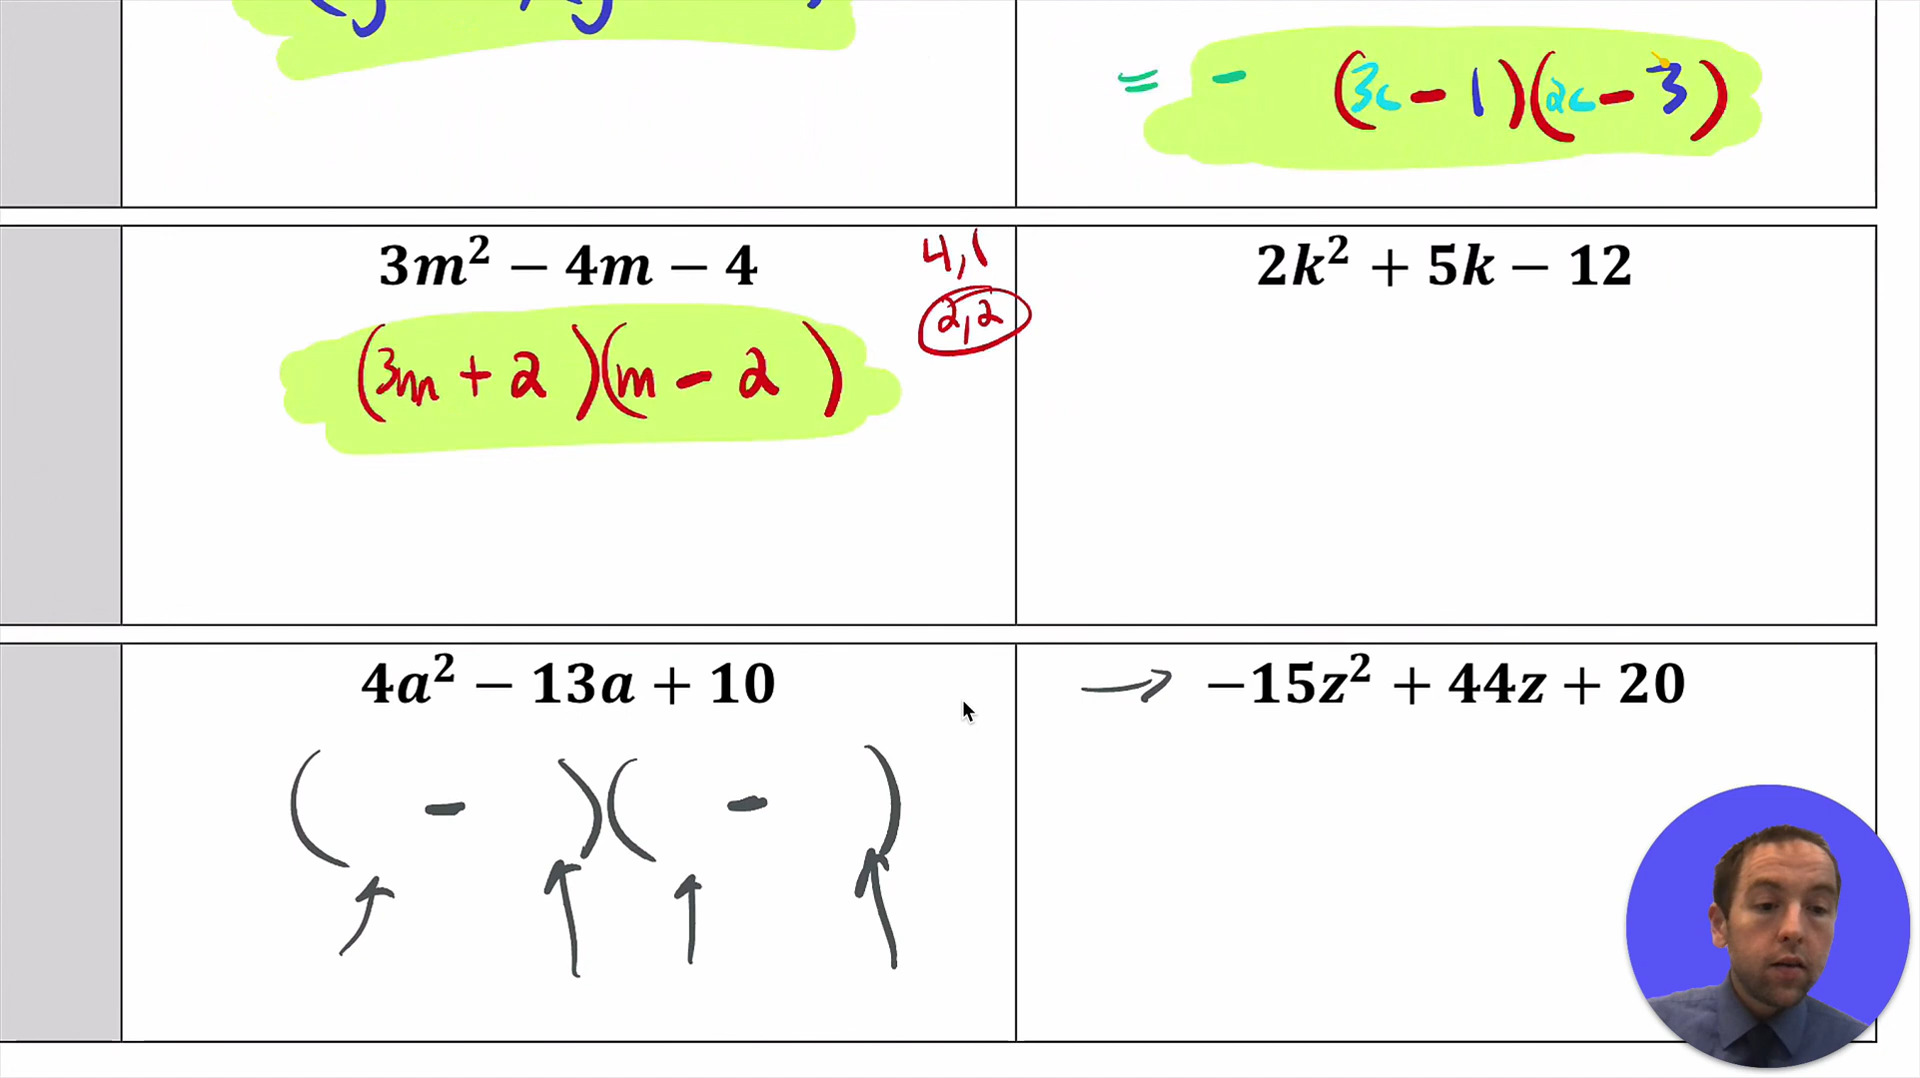 = - (3c - 1)(2c - 3)
3m² − 4m − 4
4,1
2,2
(3m + 2)(m - 2)
2k² + 5k − 12
4a² − 13a + 10
( - )( - )
→ −15z² + 44z + 20